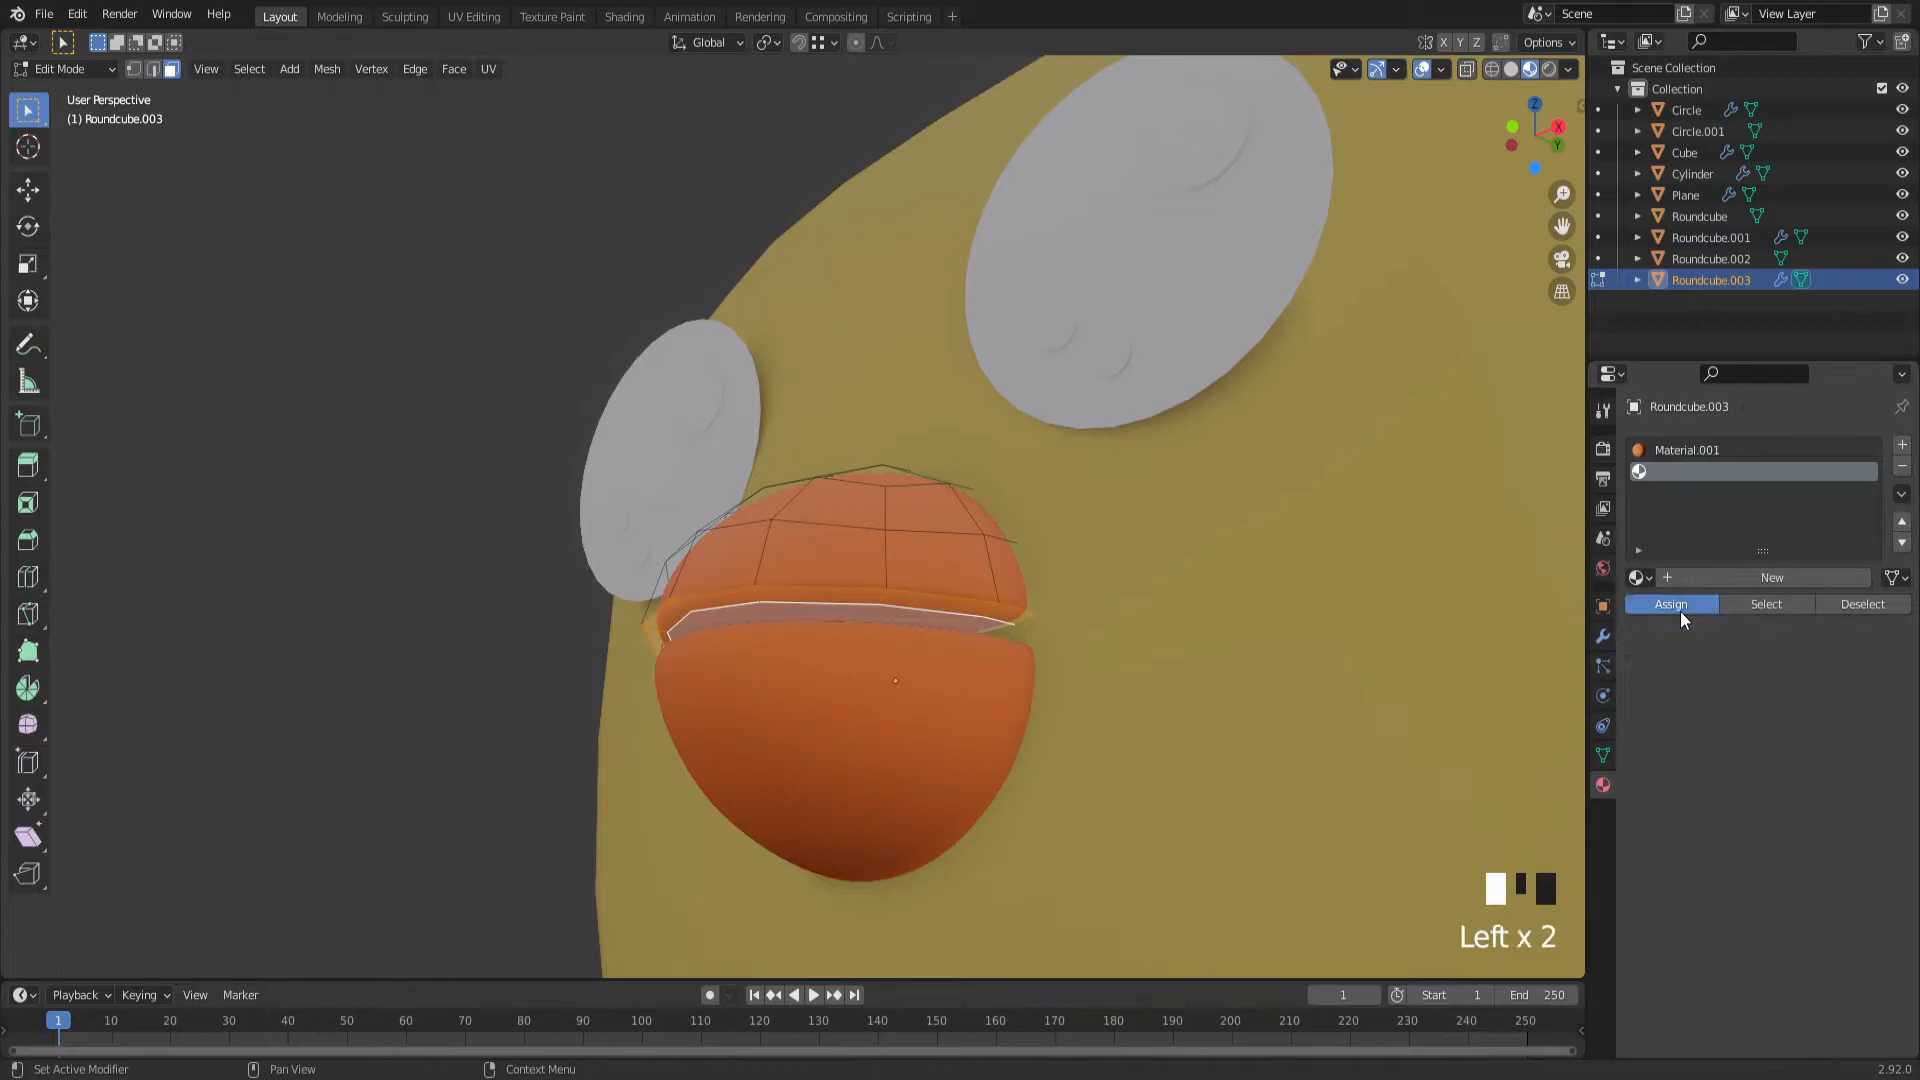 File Edit Render Window Help Layout Modeling Sculpting UV Editing Texture Paint Shading Animation Rendering Compositing Scripting + Scene View Layer
Global X Y Z Options
Edit Mode View Select Add Mesh Vertex Edge Face UV
User Perspective
(1) Roundcube.003
Z
X
Y
Scene Collection
Collection
Circle
Circle.001
Cube
Cylinder
Plane
Roundcube
Roundcube.001
Roundcube.002
Roundcube.003
Roundcube.003
Material.001
New
Assign Select Deselect
Left x 2
Playback Keying View Marker 1 Start 1 End 250
1 10 20 30 40 50 60 70 80 90 100 110 120 130 140 150 160 170 180 190 200 210 220 230 240 250
Set Active Modifier Pan View Context Menu 2.92.0